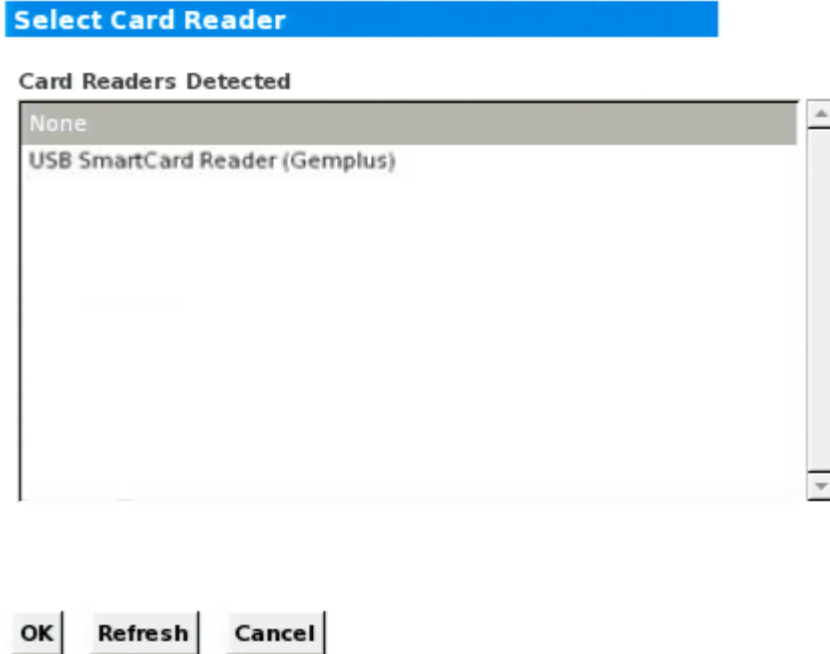 Select Card Reader
Card Readers Detected
None
USB SmartCard Reader (Gemplus)
OK Refresh Cancel